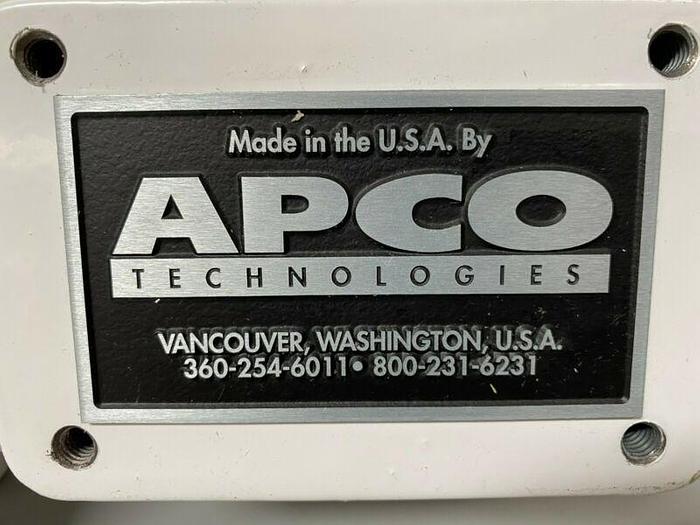 Made in the U.S.A. By
APCO
TECHNOLOGIES
VANCOUVER, WASHINGTON, U.S.A.
360-254-6011• 800-231-6231